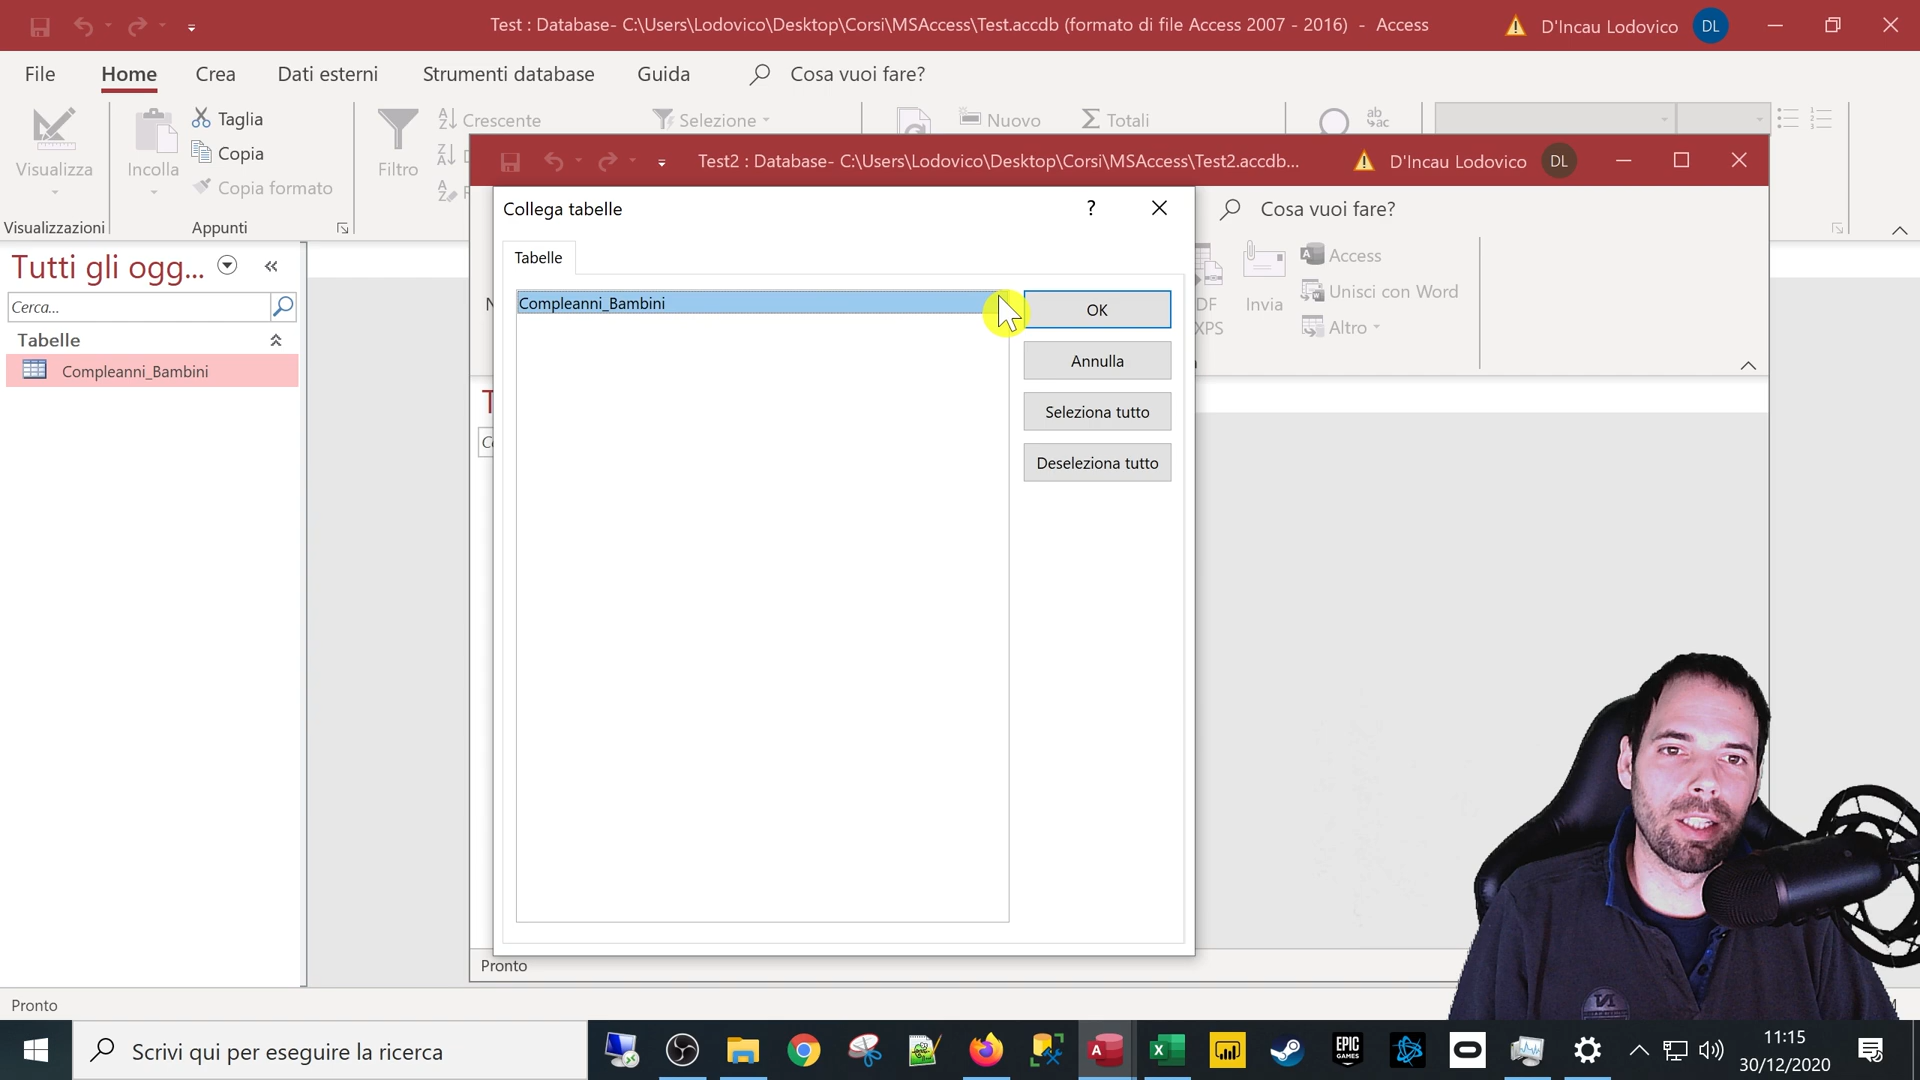 Test : Database- C:\Users\Lodovico\Desktop\Corsi\MSAccess\Test.accdb (formato di file Access 2007 - 2016) - Access
D'Incau Lodovico DL
File Home Crea Dati esterni Strumenti database Guida Cosa vuoi fare?
Visualizza
Visualizzazioni
Incolla
Taglia
Copia
Copia formato
Appunti
Filtro
Crescente
Selezione
Nuovo
Totali
Test2 : Database- C:\Users\Lodovico\Desktop\Corsi\MSAccess\Test2.accdb...
D'Incau Lodovico DL
Cosa vuoi fare?
Invia
Access
Unisci con Word
Altro
Collega tabelle
?
Tabelle
Compleanni_Bambini
OK
Annulla
Seleziona tutto
Deseleziona tutto
Pronto
Tutti gli ogg...
Cerca...
Tabelle
Compleanni_Bambini
Pronto
Scrivi qui per eseguire la ricerca
EPIC GAMES
11:15
30/12/2020